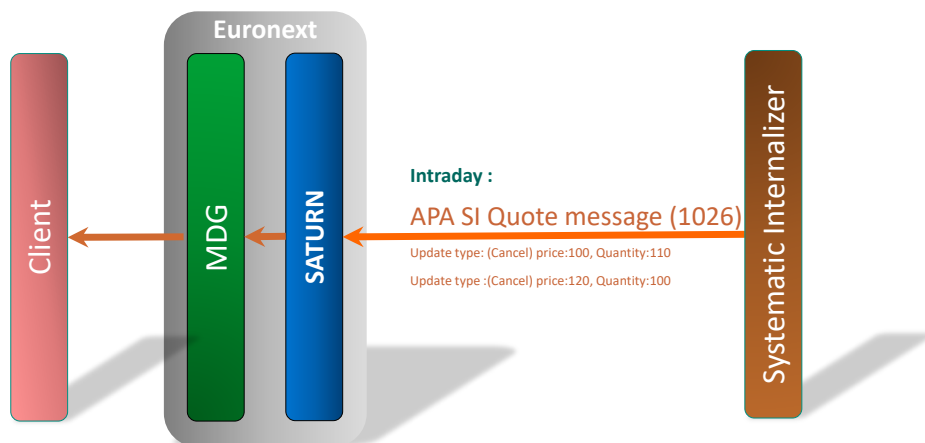 Euronext
Client
MDG
SATURN
Intraday :
APA SI Quote message (1026)
Update type: (Cancel) price:100, Quantity:110
Update type :(Cancel) price:120, Quantity:100
Systematic Internalizer